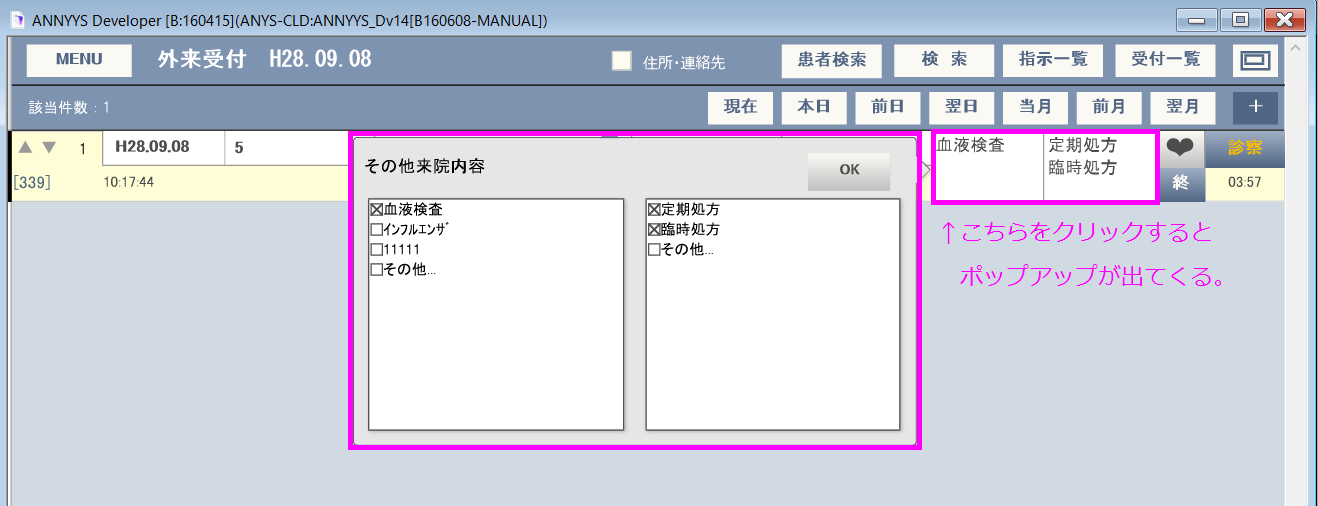 ANNYYS Developer [B:160415](ANYS-CLD:ANNYYS_Dv14[B160608-MANUAL])
MENU 外来受付 H28.09.08 住所・連絡先 患者検索 検 索 指示一覧 受付一覧
該当件数 : 1 現在 本日 前日 翌日 当月 前月 翌月 +
▲ ▼ 1 H28.09.08 5
[339] 10:17:44
その他来院内容 OK
血液検査
インフルエンザ
11111
その他...
定期処方
臨時処方
その他...
血液検査 定期処方
臨時処方
診察
終 03:57
↑こちらをクリックすると
ポップアップが出てくる。